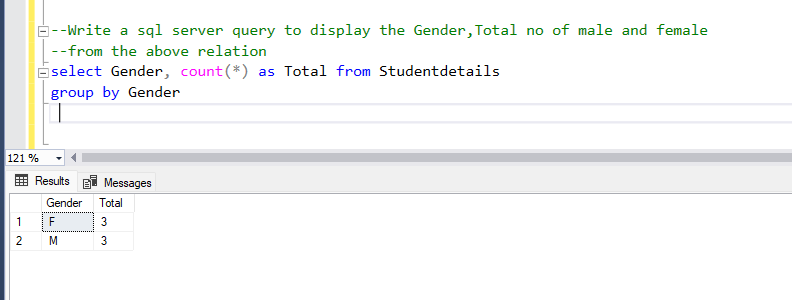 --Write a sql server query to display the Gender,Total no of male and female
--from the above relation
select Gender, count(*) as Total from Studentdetails
group by Gender
121 %
Results Messages
Gender Total
1 F 3
2 M 3